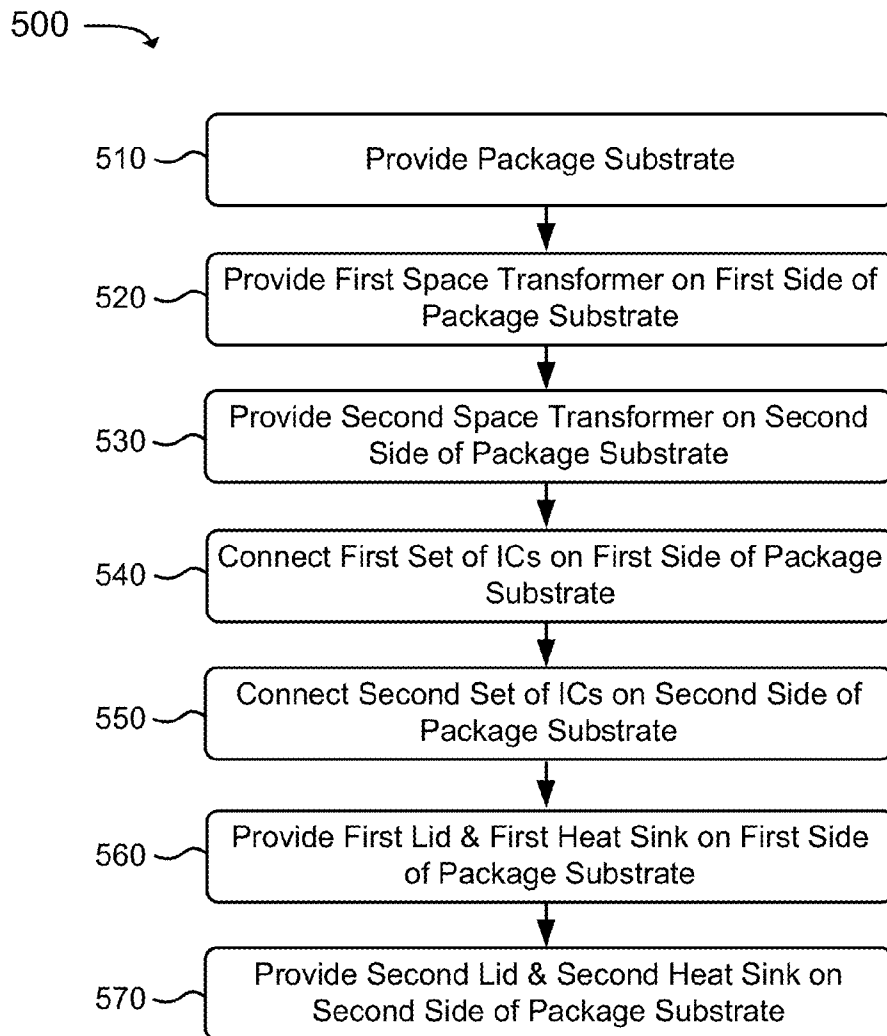 500
510
Provide Package Substrate
520
Provide First Space Transformer on First Side of
Package Substrate
530
Provide Second Space Transformer on Second
Side of Package Substrate
540
Connect First Set of ICs on First Side of Package
Substrate
550
Connect Second Set of ICs on Second Side of
Package Substrate
560
Provide First Lid & First Heat Sink on First Side
of Package Substrate
570
Provide Second Lid & Second Heat Sink on
Second Side of Package Substrate